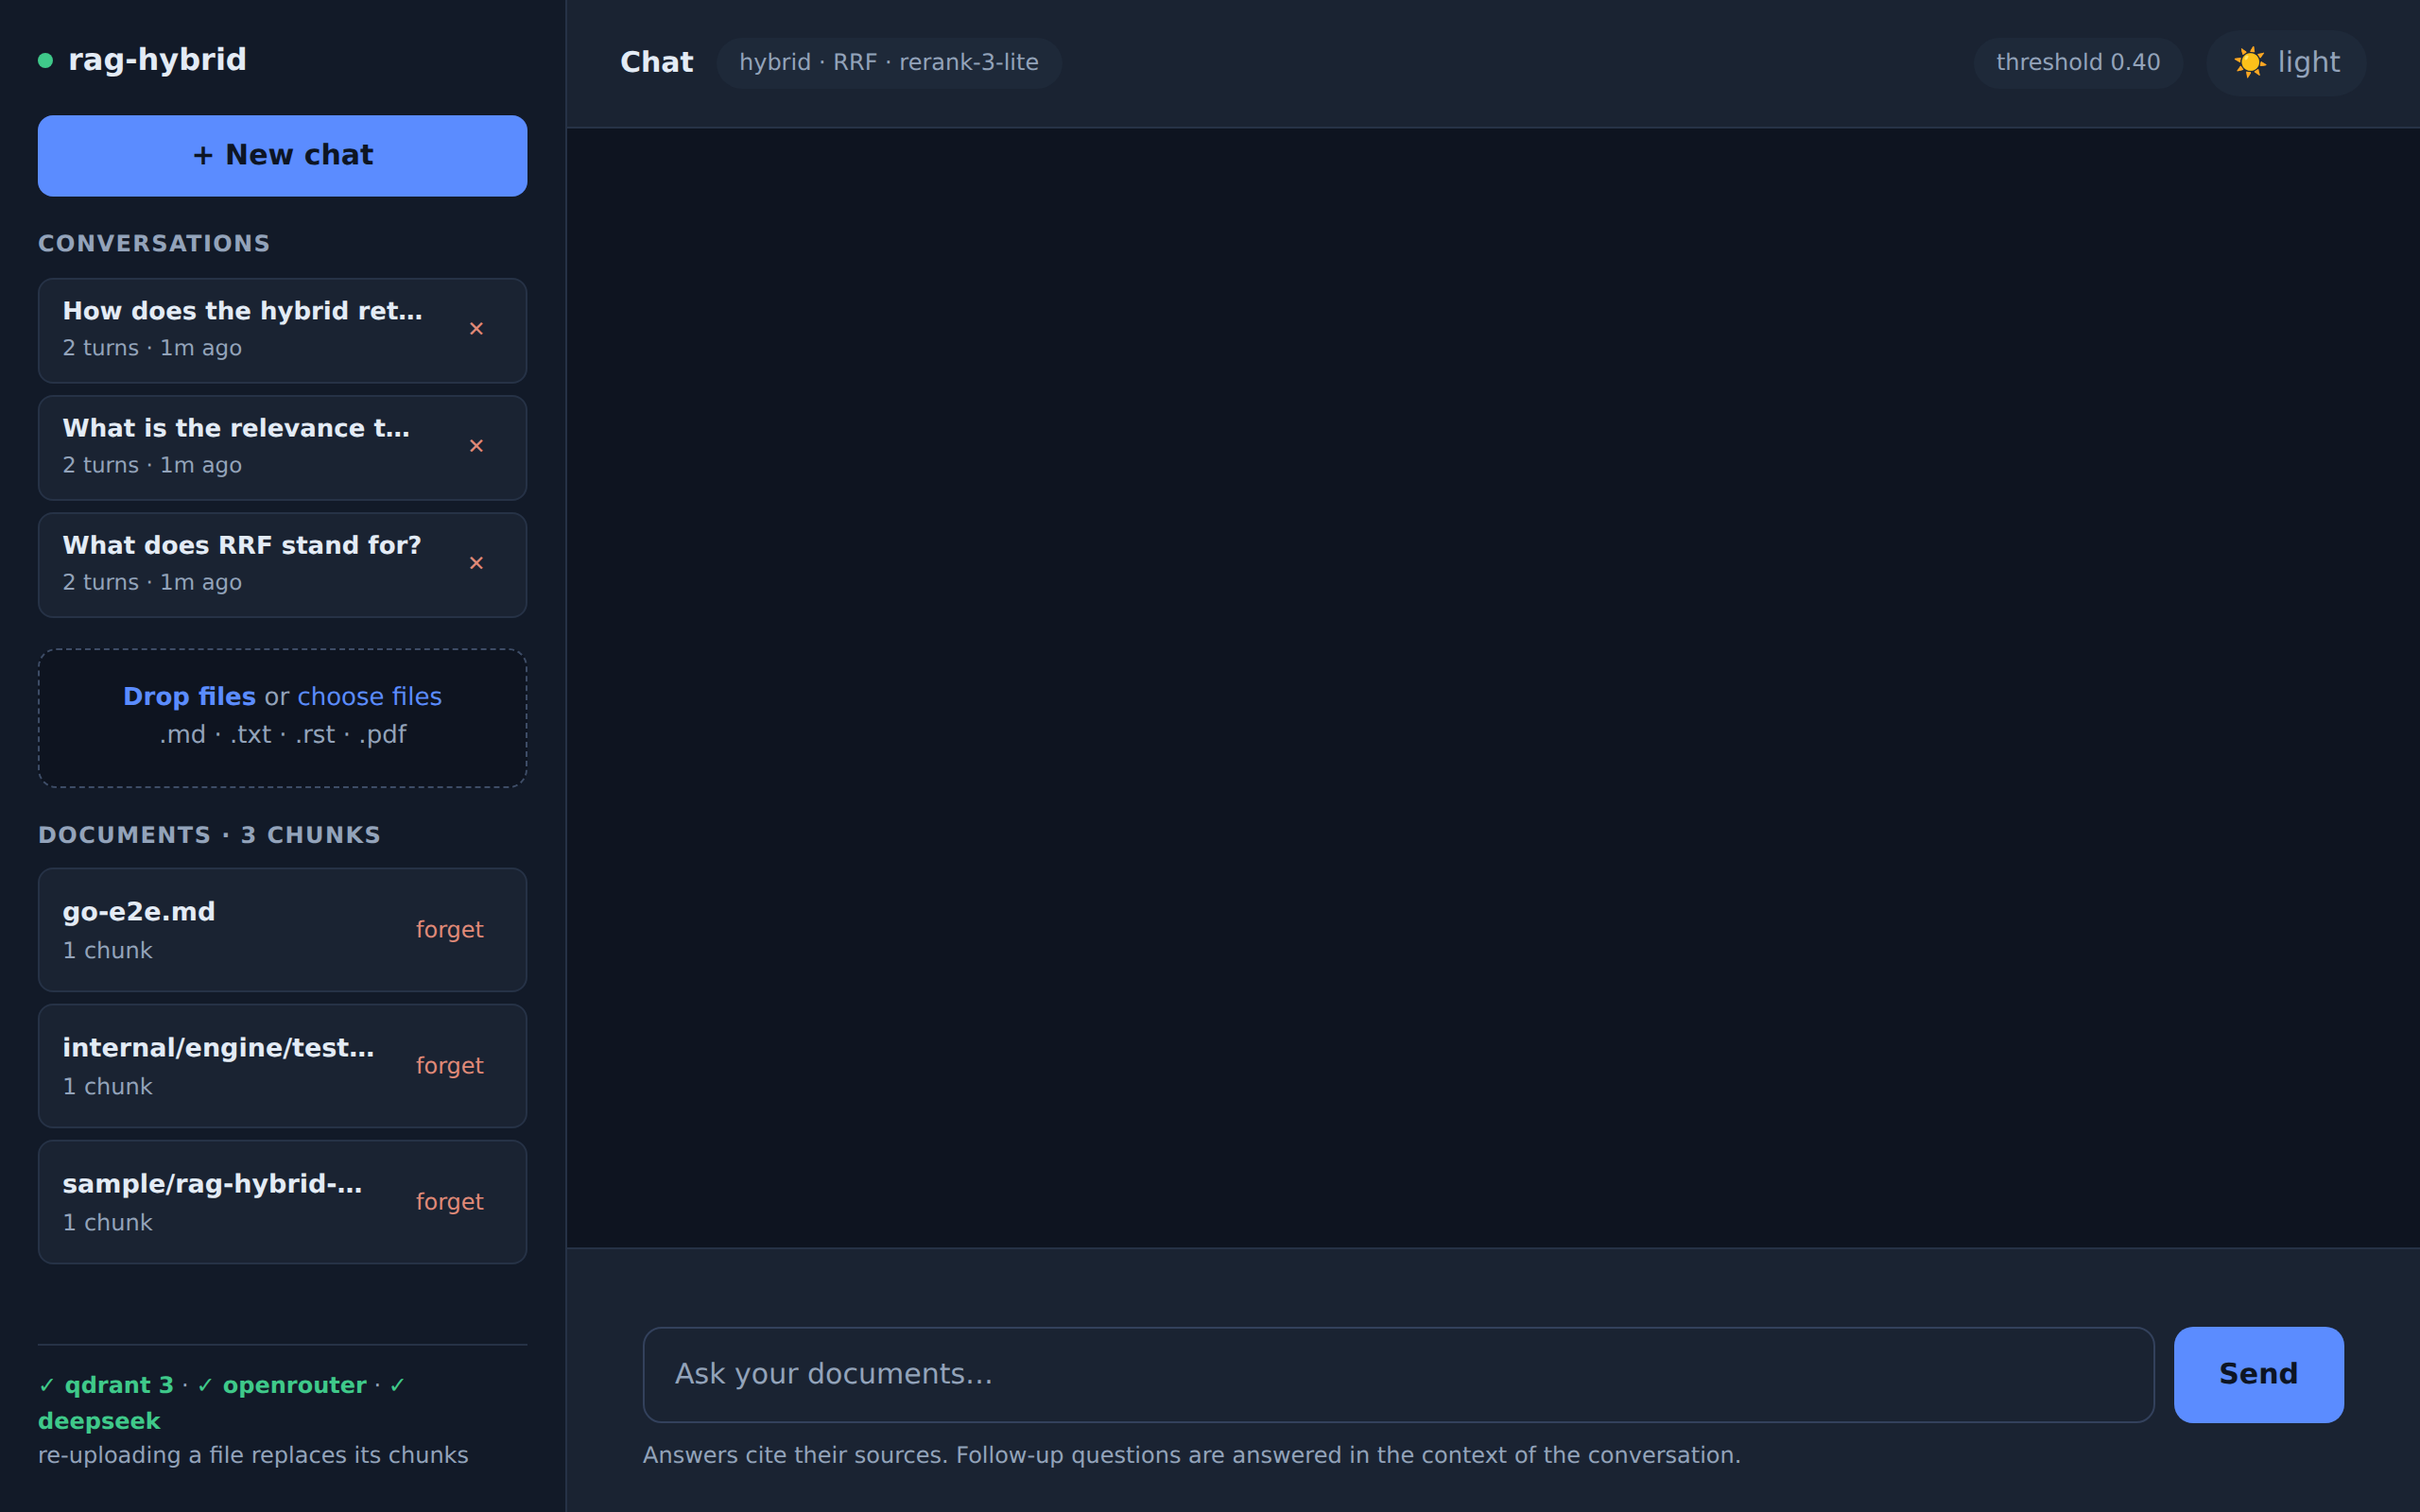 rag-hybrid
+ New chat
CONVERSATIONS
How does the hybrid ret…
2 turns · 1m ago
✕
What is the relevance t…
2 turns · 1m ago
✕
What does RRF stand for?
2 turns · 1m ago
✕
Drop files or choose files
.md · .txt · .rst · .pdf
DOCUMENTS · 3 CHUNKS
go-e2e.md
1 chunk
forget
internal/engine/test…
1 chunk
forget
sample/rag-hybrid-…
1 chunk
forget
✓ qdrant 3 · ✓ openrouter · ✓
deepseek
re-uploading a file replaces its chunks
Chat
hybrid · RRF · rerank-3-lite
threshold 0.40
☀️ light
Ask your documents…
Send
Answers cite their sources. Follow-up questions are answered in the context of the conversation.